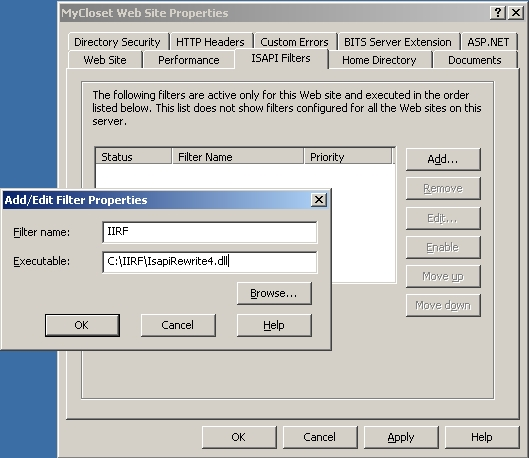 MyCloset Web Site Properties
Directory Security HTTP Headers Custom Errors BITS Server Extension ASP.NET
Web Site Performance ISAPI Filters Home Directory Documents
The following filters are active only for this Web site and executed in the order
listed below. This list does not show filters configured for all the Web sites on this
server.
Status Filter Name Priority
Add...
Remove
Edit...
Enable
Move up
Move down
Add/Edit Filter Properties
Filter name: IIRF
Executable: C:\IIRF\IsapiRewrite4.dll
Browse...
OK Cancel Help
OK Cancel Apply Help